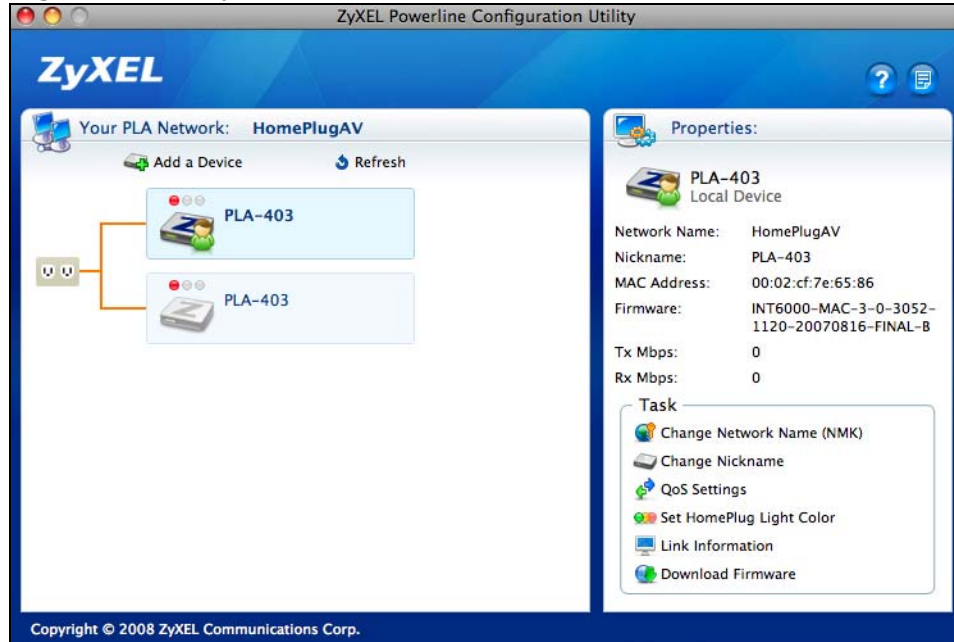 ZyXEL Powerline Configuration Utility
ZyXEL
Your PLA Network: HomePlugAV
Add a Device
Refresh
PLA-403
PLA-403
Properties:
PLA-403
Local Device
Network Name: HomePlugAV
Nickname: PLA-403
MAC Address: 00:02:cf:7e:65:86
Firmware: INT6000-MAC-3-0-3052-
1120-20070816-FINAL-B
Tx Mbps: 0
Rx Mbps: 0
Task
Change Network Name (NMK)
Change Nickname
QoS Settings
Set HomePlug Light Color
Link Information
Download Firmware
Copyright © 2008 ZyXEL Communications Corp.